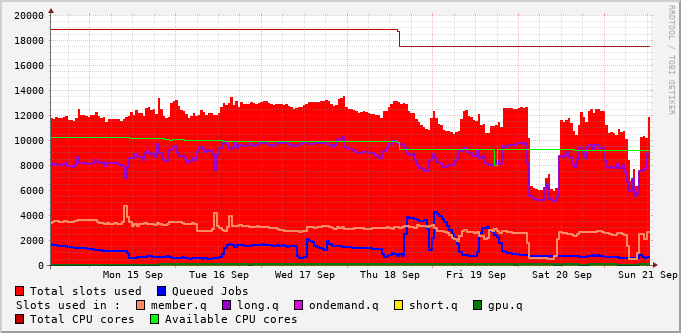 20000
18000
16000
14000
12000
10000
8000
6000
4000
2000
0
Mon 15 Sep Tue 16 Sep Wed 17 Sep Thu 18 Sep Fri 19 Sep Sat 20 Sep Sun 21 Sep
Total slots used Queued Jobs
Slots used in : member.q long.q ondemand.q short.q gpu.q
Total CPU cores Available CPU cores
RRDTOOL / TOBI OETIKER